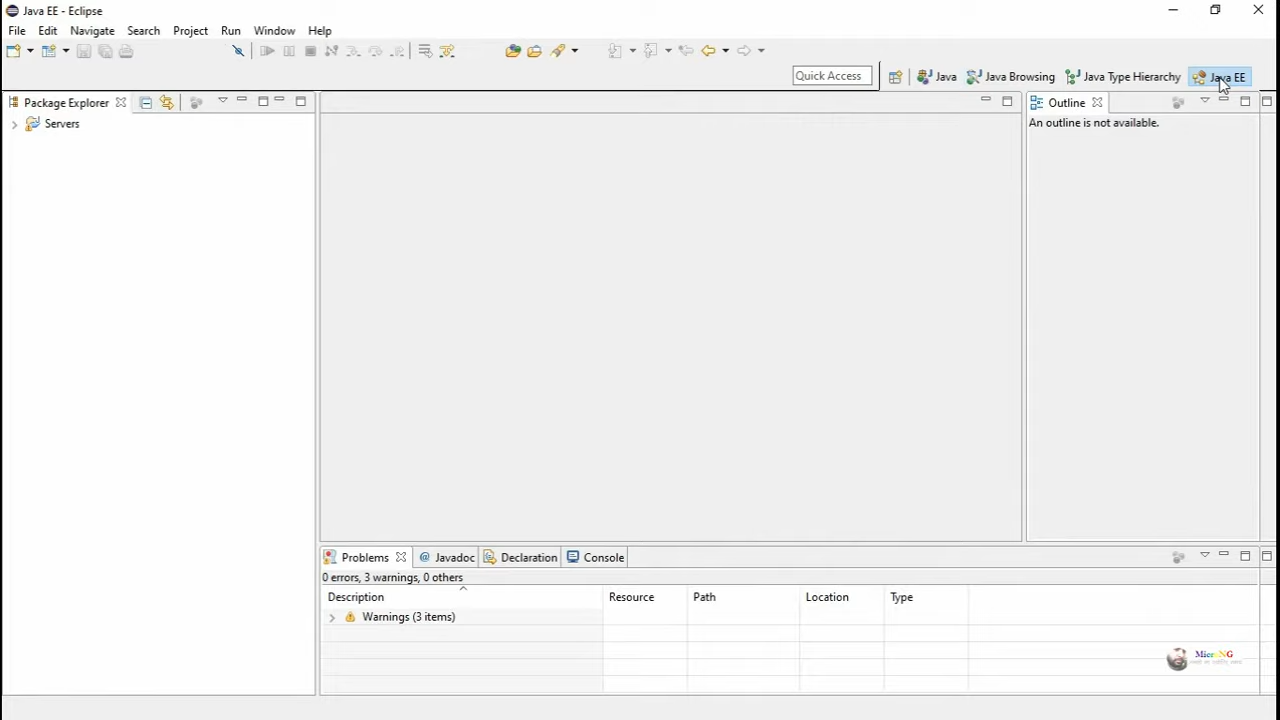 Java EE - Eclipse
File Edit Navigate Search Project Run Window Help
Quick Access Java Java Browsing Java Type Hierarchy Java EE
Package Explorer
Servers
Outline
An outline is not available.
Problems @ Javadoc Declaration Console
0 errors, 3 warnings, 0 others
Description Resource Path Location Type
Warnings (3 items)
MicroNG